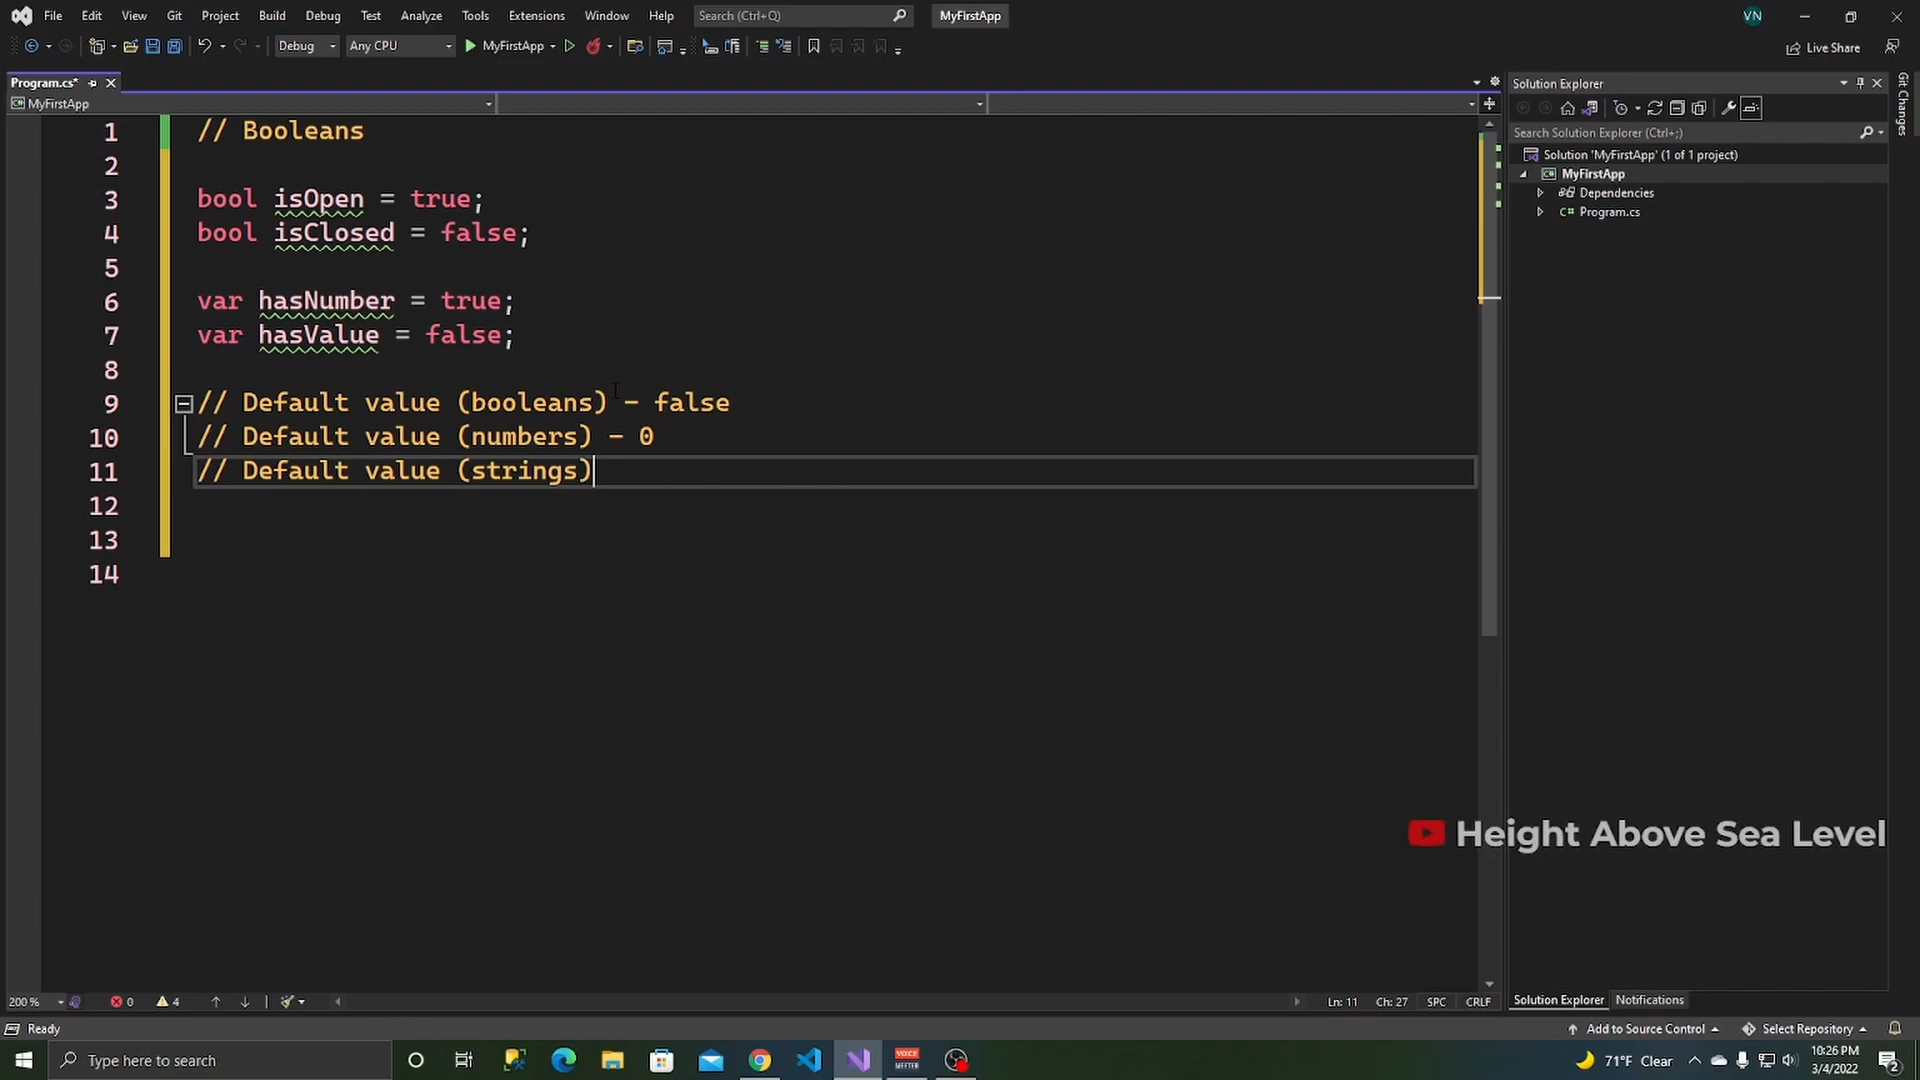 File Edit View Git Project Build Debug Test Analyze Tools Extensions Window Help Search (Ctrl+Q) MyFirstApp VN
Debug Any CPU MyFirstApp Live Share
Program.cs*
MyFirstApp
1 // Booleans
2
3 bool isOpen = true;
4 bool isClosed = false;
5
6 var hasNumber = true;
7 var hasValue = false;
8
9 // Default value (booleans) - false
10 // Default value (numbers) - 0
11 // Default value (strings)
12
13
14
Solution Explorer
Search Solution Explorer (Ctrl+;)
Solution 'MyFirstApp' (1 of 1 project)
MyFirstApp
Dependencies
C# Program.cs
Git Changes
Height Above Sea Level
200 % 0 4 Ln: 11 Ch: 27 SPC CRLF
Solution Explorer Notifications
Ready Add to Source Control Select Repository
Type here to search VOICE MEETER 71°F Clear 10:26 PM
3/4/2022 2